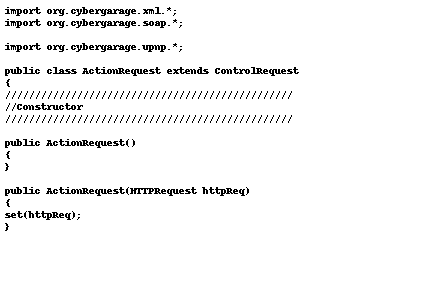 import org.cybergarage.xml.*;
import org.cybergarage.soap.*;
import org.cybergarage.upnp.*;
public class ActionRequest extends ControlRequest
{
////////////////////////////////////////////////
//Constructor
////////////////////////////////////////////////
public ActionRequest()
{
}
public ActionRequest(HTTPRequest httpReq)
{
set(httpReq);
}